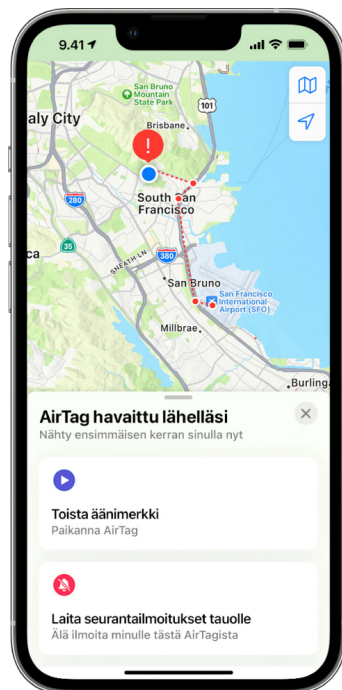 9.41
San Bruno
Mountain
State Park
101
aly City
Brisbane
!
280
South San
Francisco
ca
35
380
SNEATH LN
San Bruno
San Francisco
International
Airport (SFO)
Millbrae
Burling
AirTag havaittu lähelläsi
Nähty ensimmäisen kerran sinulla nyt
Toista äänimerkki
Paikanna AirTag
Laita seurantailmoitukset tauolle
Älä ilmoita minulle tästä AirTagista